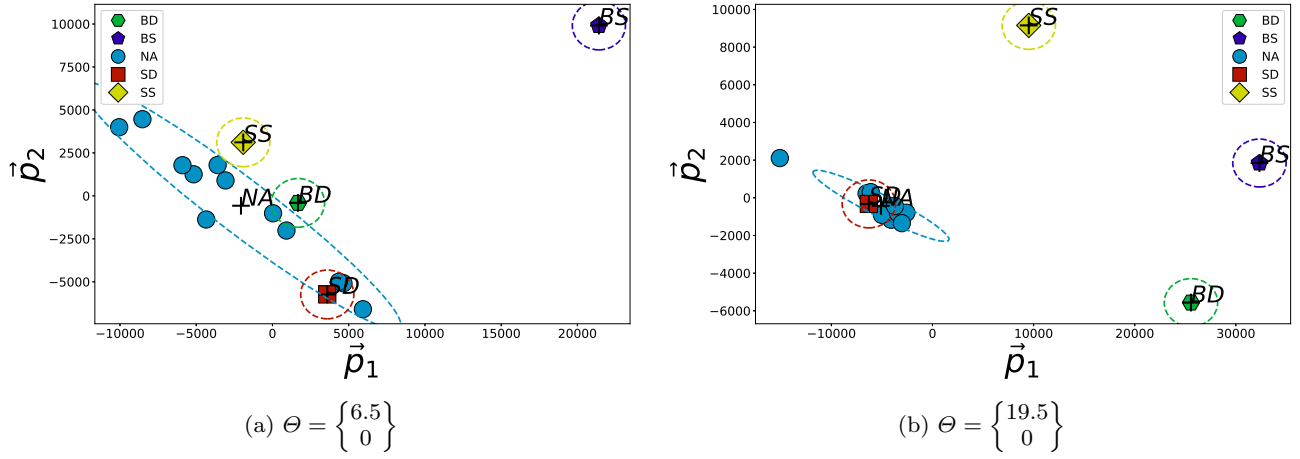 10000
7500
5000
2500
0
−2500
−5000
−10000
−5000
0
5000
10000
15000
20000
p⃗2
p⃗1
BD
BS
NA
SD
SS
BS
SS
BD
NA
SD
(a) Θ = {6.5
0}
10000
8000
6000
4000
2000
0
−2000
−4000
−6000
−10000
0
10000
20000
30000
p⃗2
p⃗1
BD
BS
NA
SD
SS
SS
BS
SD
NA
BD
(b) Θ = {19.5
0}